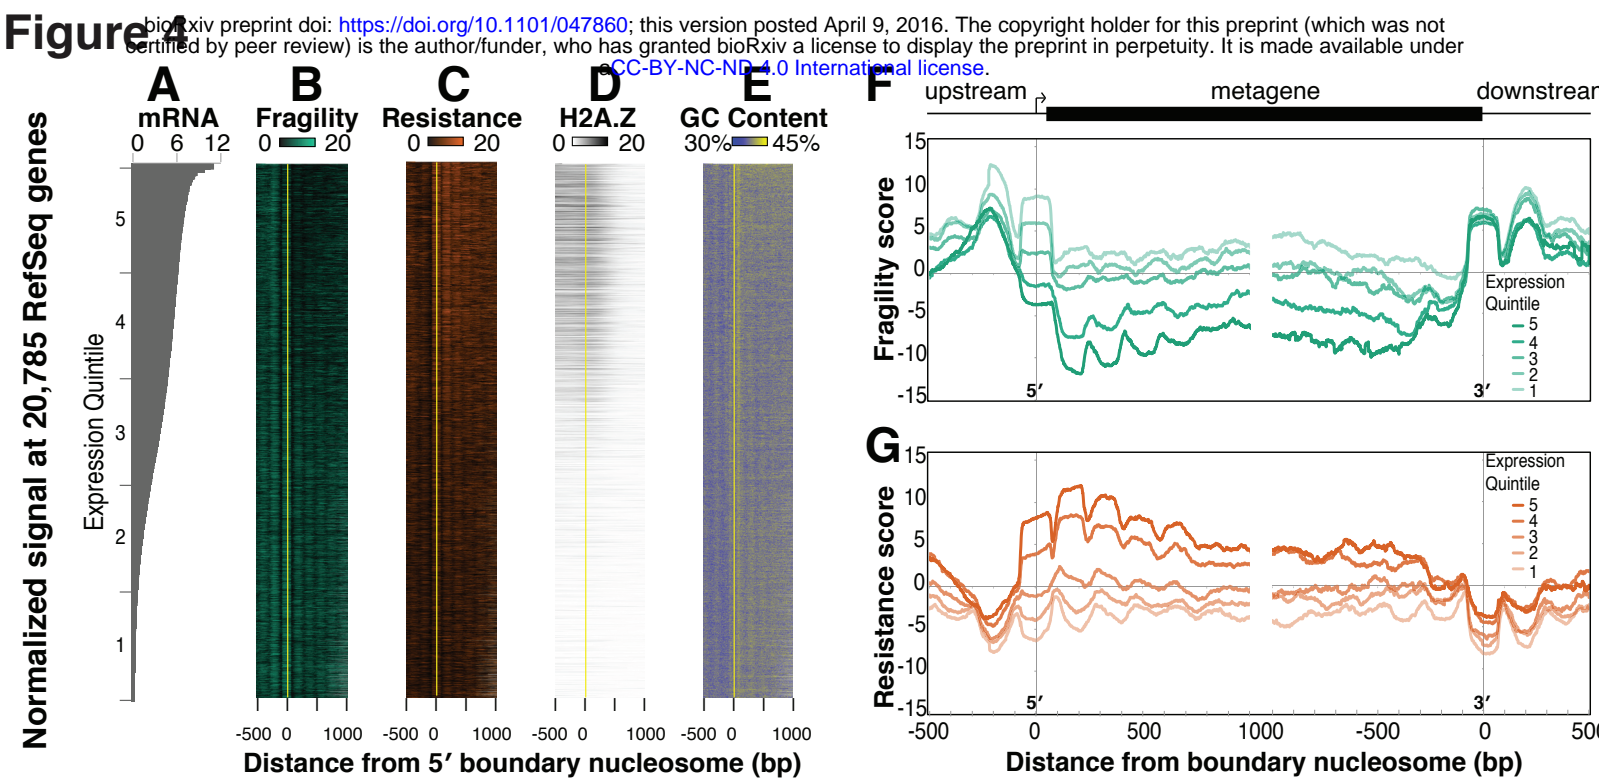 Figure 4
bioRxiv preprint doi: https://doi.org/10.1101/047860; this version posted April 9, 2016. The copyright holder for this preprint (which was not
certified by peer review) is the author/funder, who has granted bioRxiv a license to display the preprint in perpetuity. It is made available under
aCC-BY-NC-ND 4.0 International license.
A B C D E F
mRNA Fragility Resistance H2A.Z GC Content
0 6 12 0 20 0 20 0 20 30% 45%
Normalized signal at 20,785 RefSeq genes
Expression Quintile
5
4
3
2
1
-500 0 1000 -500 0 1000 -500 0 1000 -500 0 1000
Distance from 5′ boundary nucleosome (bp)
upstream metagene downstream
Fragility score
15
10
5
0
-5
-10
-15
5′ 3′
Expression
Quintile
5
4
3
2
1
G
Resistance score
15
10
5
0
-5
-10
-15
5′ 3′
Expression
Quintile
5
4
3
2
1
-500 0 500 1000 -500 0 500
Distance from boundary nucleosome (bp)